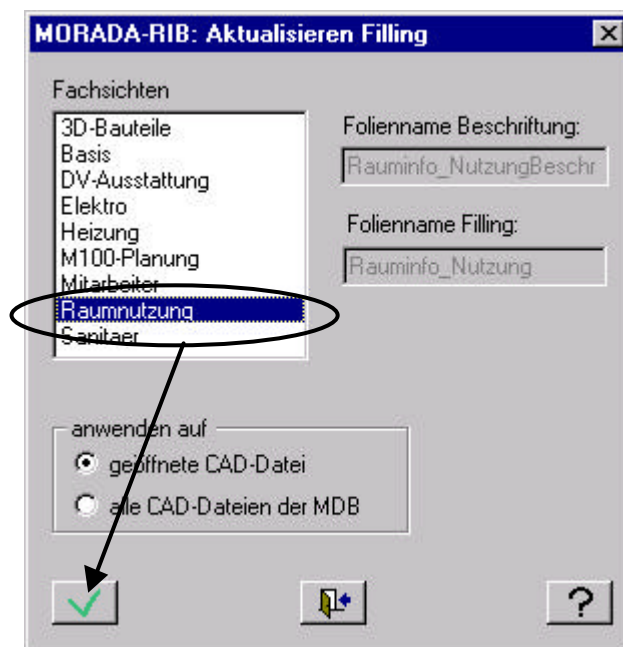 MORADA-RIB: Aktualisieren Filling
Fachsichten
3D-Bauteile
Basis
DV-Ausstattung
Elektro
Heizung
M100-Planung
Mitarbeiter
Raumnutzung
Sanitaer
Folienname Beschriftung:
Rauminfo_NutzungBeschr
Folienname Filling:
Rauminfo_Nutzung
anwenden auf
geöffnete CAD-Datei
alle CAD-Dateien der MDB
?